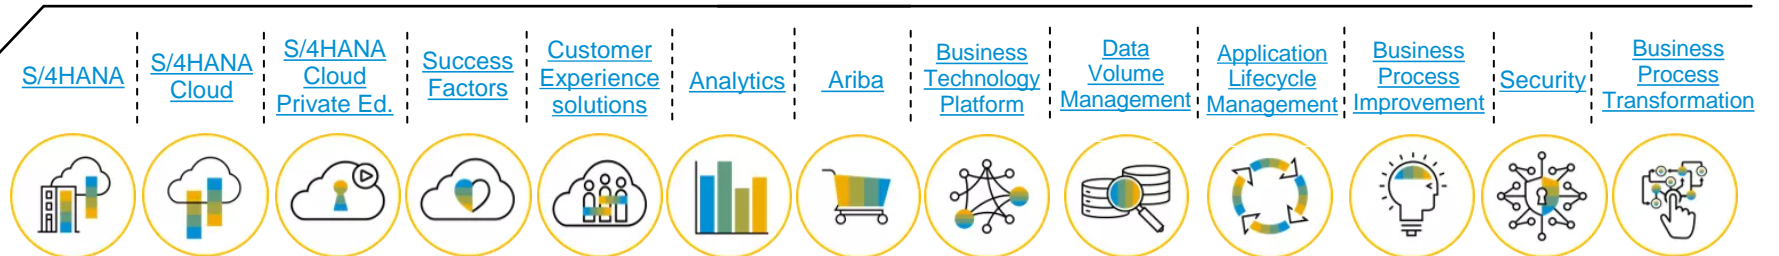 S/4HANA
S/4HANA
Cloud
S/4HANA
Cloud
Private Ed.
Success
Factors
Customer
Experience
solutions
Analytics
Ariba
Business
Technology
Platform
Data
Volume
Management
Application
Lifecycle
Management
Business
Process
Improvement
Security
Business
Process
Transformation